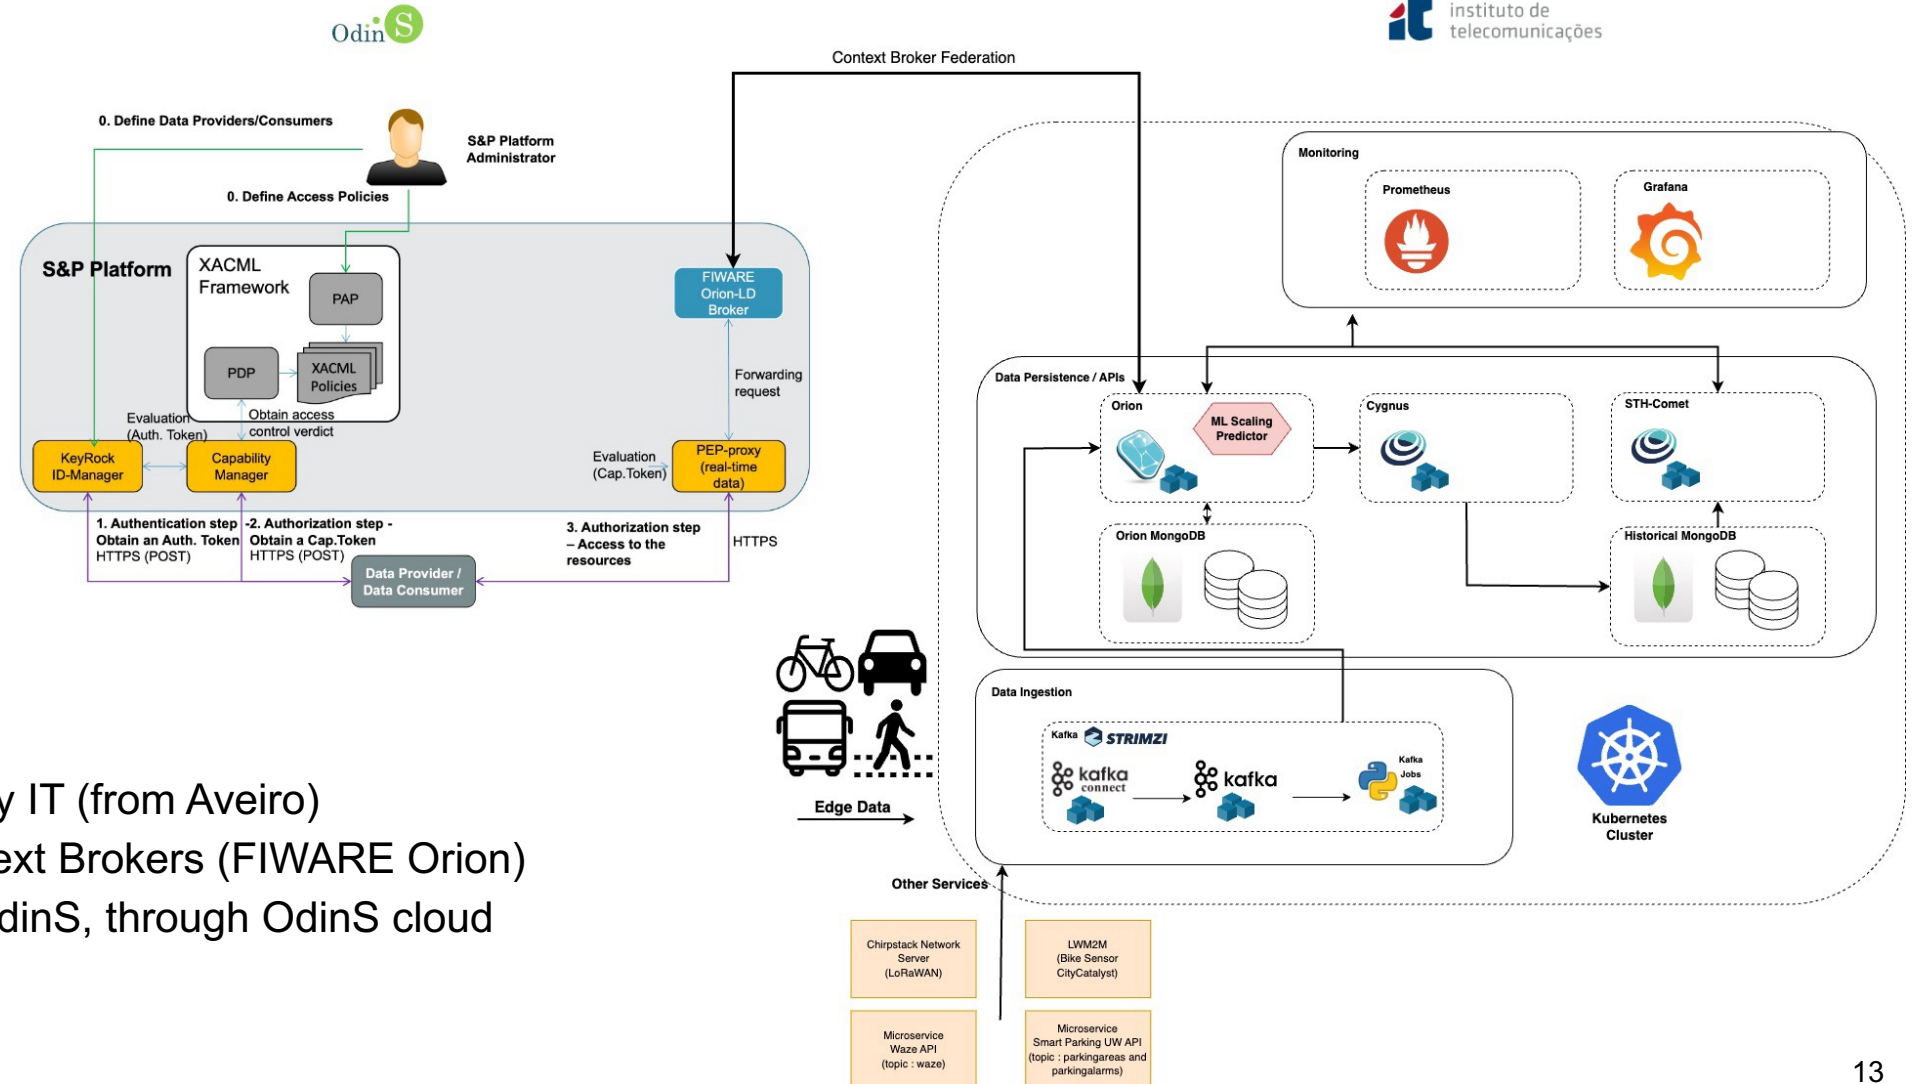 OdinS
instituto de
telecomunicações
Context Broker Federation
0. Define Data Providers/Consumers
S&P Platform
Administrator
0. Define Access Policies
S&P Platform
XACML
Framework
PAP
PDP
XACML
Policies
Evaluation
(Auth. Token)
Obtain access
control verdict
KeyRock
ID-Manager
Capability
Manager
FIWARE
Orion-LD
Broker
Forwarding
request
Evaluation
(Cap.Token)
PEP-proxy
(real-time
data)
1. Authentication step
Obtain an Auth. Token
HTTPS (POST)
-2. Authorization step -
Obtain a Cap.Token
HTTPS (POST)
3. Authorization step
– Access to the
resources
HTTPS
Data Provider /
Data Consumer
Monitoring
Prometheus
Grafana
Data Persistence / APIs
Orion
ML Scaling
Predictor
Cygnus
STH-Comet
Orion MongoDB
Historical MongoDB
Data Ingestion
Kafka STRIMZI
kafka
connect
kafka
Kafka
Jobs
Edge Data
Kubernetes
Cluster
Other Services
Chirpstack Network
Server
(LoRaWAN)
LWM2M
(Bike Sensor
CityCatalyst)
Microservice
Waze API
(topic : waze)
Microservice
Smart Parking UW API
(topic : parkingareas and
parkingalarms)
y IT (from Aveiro)
ext Brokers (FIWARE Orion)
dinS, through OdinS cloud
13